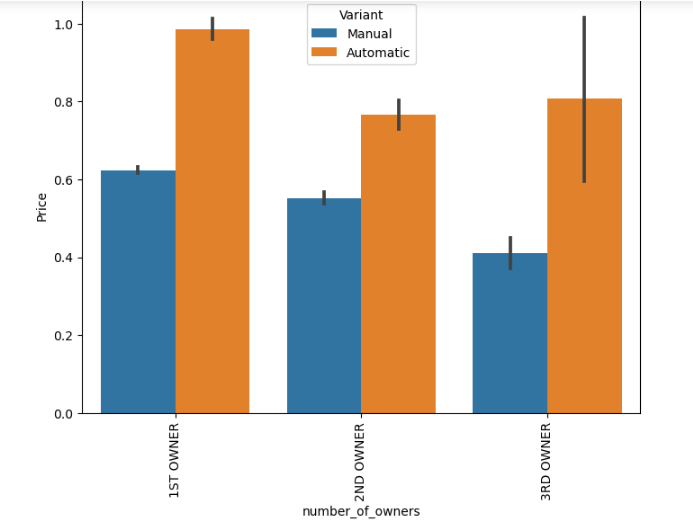 Variant
Manual
Automatic
Price
1.0
0.8
0.6
0.4
0.2
0.0
1ST OWNER
2ND OWNER
3RD OWNER
number_of_owners